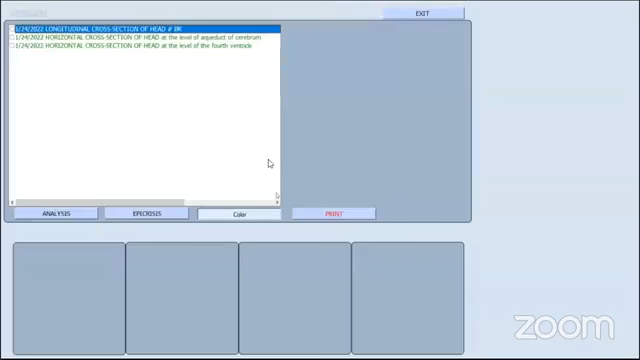 EXIT
1/24/2022 LONGITUDINAL CROSS-SECTION OF HEAD # BK
1/24/2022 HORIZONTAL CROSS-SECTION OF HEAD at the level of aqueduct of cerebrum
1/24/2022 HORIZONTAL CROSS-SECTION OF HEAD at the level of the fourth ventricle
ANALYSIS
EPICRISIS
Color
PRINT
zoom